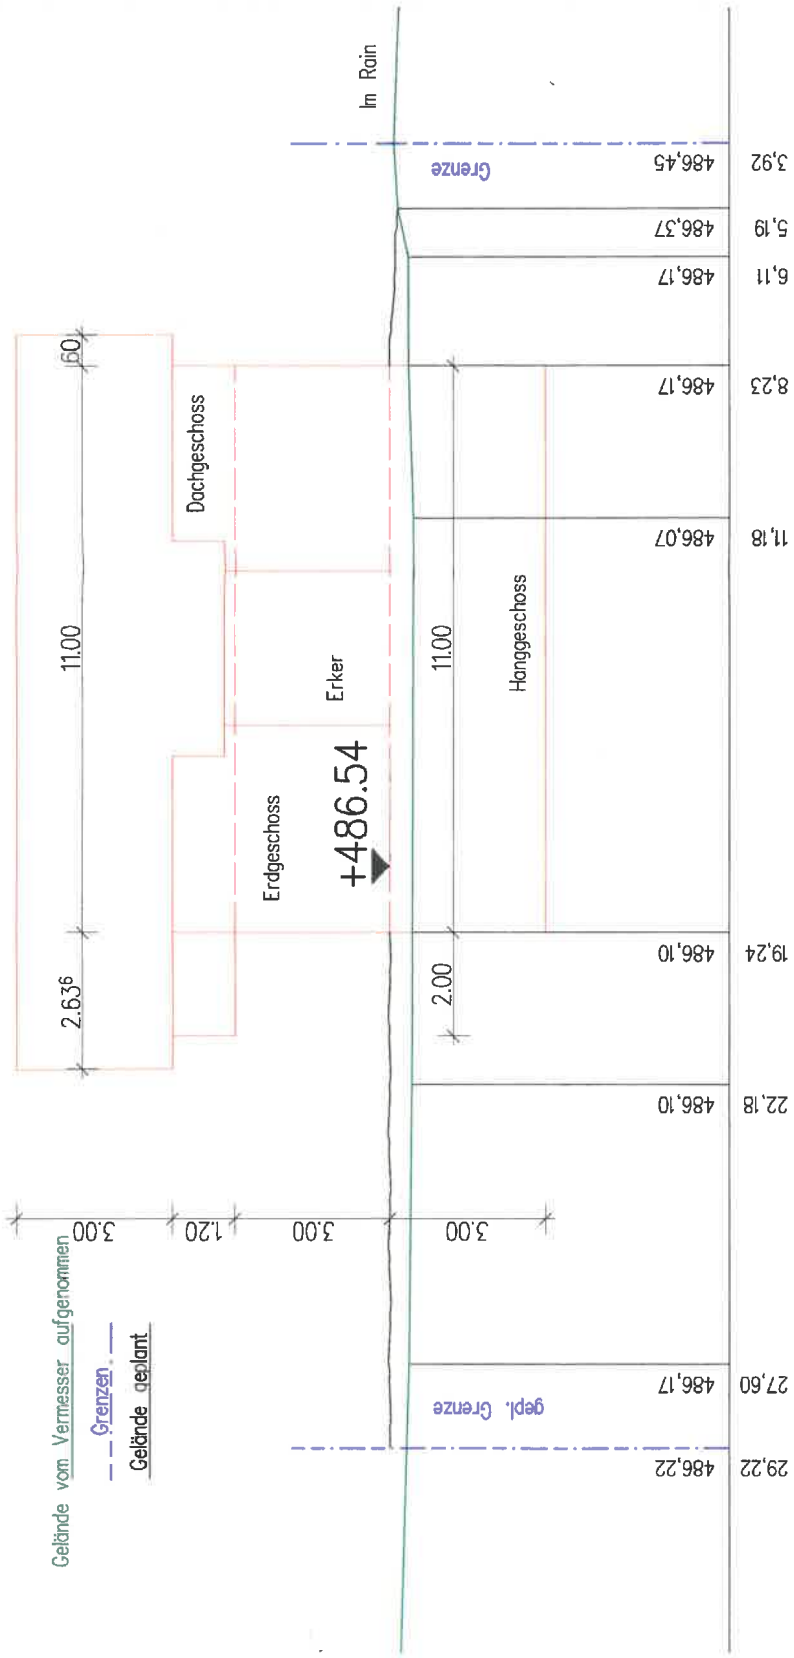 Gelände vom Vermesser aufgenommen
Grenzen
Gelände geplant
2.63⁶
11.00
60
3.00
1.20
3.00
3.00
Dachgeschoss
Erdgeschoss
Erker
+486.54
Im Rain
2.00
11.00
Hanggeschoss
gepl. Grenze
Grenze
486,22
486,17
486,10
486,10
486,07
486,17
486,17
486,37
486,45
29,22
27,60
22,18
19,24
11,18
8,23
6,11
5,19
3,92